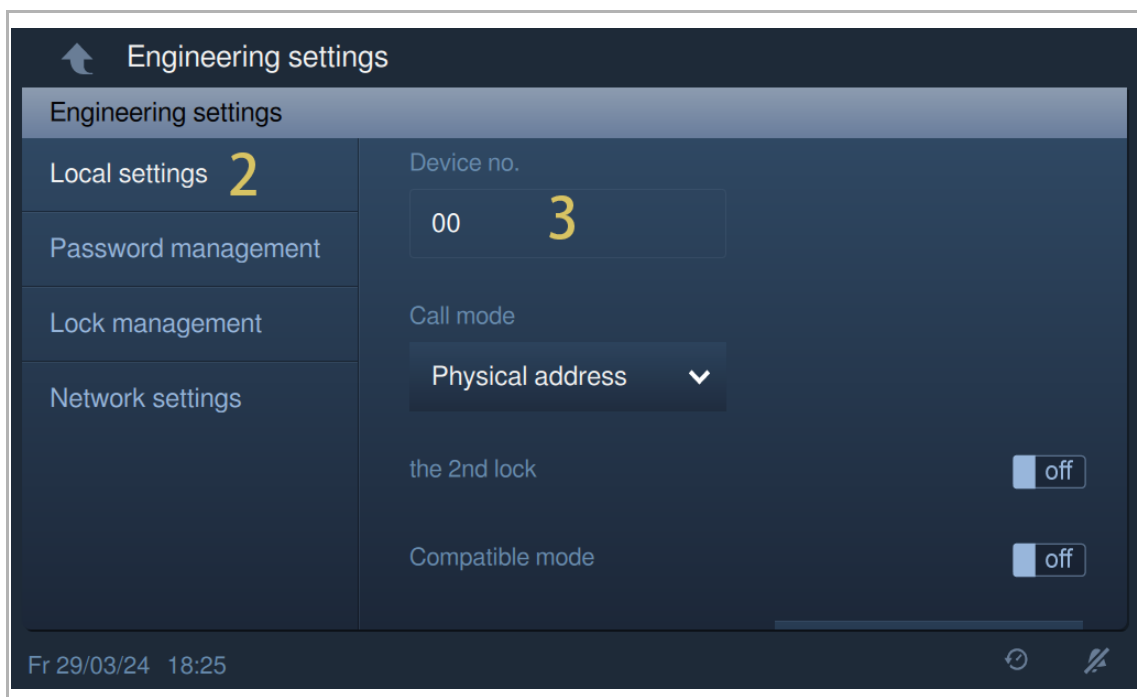 Engineering settings
Engineering settings
Local settings 2
Password management
Lock management
Network settings
Device no.
00 3
Call mode
Physical address
the 2nd lock off
Compatible mode off
Fr 29/03/24 18:25